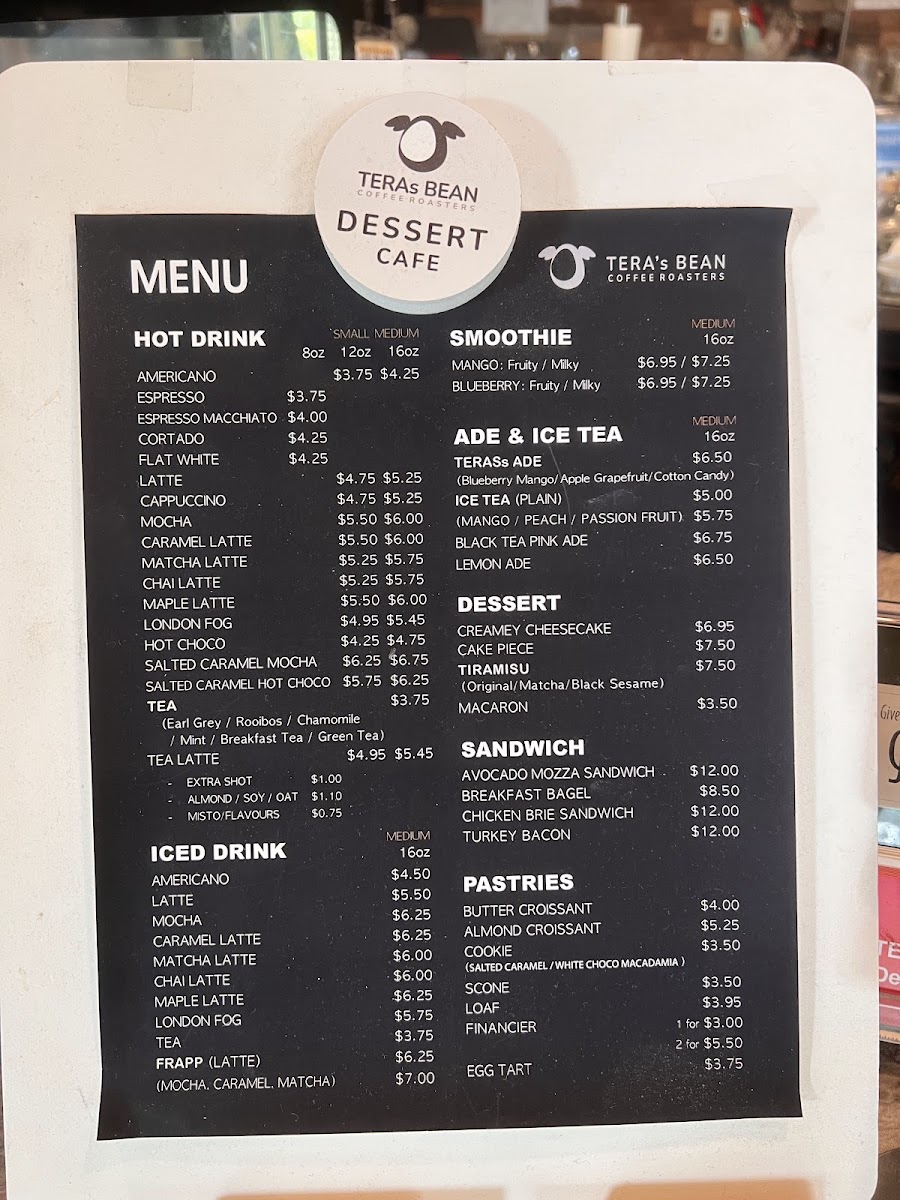 TERAs BEAN
COFFEE ROASTERS
DESSERT
CAFE
MENU
TERA's BEAN
COFFEE ROASTERS
HOT DRINK SMALL MEDIUM
8oz 12oz 16oz
AMERICANO $3.75 $4.25
ESPRESSO $3.75
ESPRESSO MACCHIATO $4.00
CORTADO $4.25
FLAT WHITE $4.25
LATTE $4.75 $5.25
CAPPUCCINO $4.75 $5.25
MOCHA $5.50 $6.00
CARAMEL LATTE $5.50 $6.00
MATCHA LATTE $5.25 $5.75
CHAI LATTE $5.25 $5.75
MAPLE LATTE $5.50 $6.00
LONDON FOG $4.95 $5.45
HOT CHOCO $4.25 $4.75
SALTED CARAMEL MOCHA $6.25 $6.75
SALTED CARAMEL HOT CHOCO $5.75 $6.25
TEA $3.75
(Earl Grey / Rooibos / Chamomile
/ Mint / Breakfast Tea / Green Tea)
TEA LATTE $4.95 $5.45
- EXTRA SHOT $1.00
- ALMOND / SOY / OAT $1.10
- MISTO/FLAVOURS $0.75
ICED DRINK MEDIUM
16oz
AMERICANO $4.50
LATTE $5.50
MOCHA $6.25
CARAMEL LATTE $6.25
MATCHA LATTE $6.00
CHAI LATTE $6.00
MAPLE LATTE $6.25
LONDON FOG $5.75
TEA $3.75
FRAPP (LATTE) $6.25
(MOCHA, CARAMEL, MATCHA) $7.00
SMOOTHIE MEDIUM
16oz
MANGO: Fruity / Milky $6.95 / $7.25
BLUEBERRY: Fruity / Milky $6.95 / $7.25
ADE & ICE TEA MEDIUM
16oz
TERASs ADE $6.50
(Blueberry Mango/Apple Grapefruit/Cotton Candy)
ICE TEA (PLAIN) $5.00
(MANGO / PEACH / PASSION FRUIT) $5.75
BLACK TEA PINK ADE $6.75
LEMON ADE $6.50
DESSERT
CREAMEY CHEESECAKE $6.95
CAKE PIECE $7.50
TIRAMISU $7.50
(Original/Matcha/Black Sesame)
MACARON $3.50
SANDWICH
AVOCADO MOZZA SANDWICH $12.00
BREAKFAST BAGEL $8.50
CHICKEN BRIE SANDWICH $12.00
TURKEY BACON $12.00
PASTRIES
BUTTER CROISSANT $4.00
ALMOND CROISSANT $5.25
COOKIE $3.50
(SALTED CARAMEL / WHITE CHOCO MACADAMIA )
SCONE $3.50
LOAF $3.95
FINANCIER 1 for $3.00
2 for $5.50
EGG TART $3.75
Give